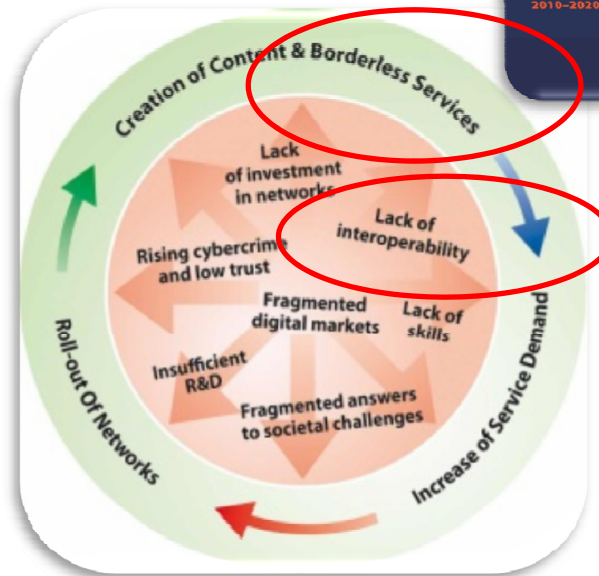 2010–2020
Creation of Content & Borderless Services
Lack
of investment
in networks
Lack of
interoperability
Rising cybercrime
and low trust
Fragmented
digital markets
Lack of
skills
Insufficient
R&D
Fragmented answers
to societal challenges
Roll-out Of Networks
Increase of Service Demand